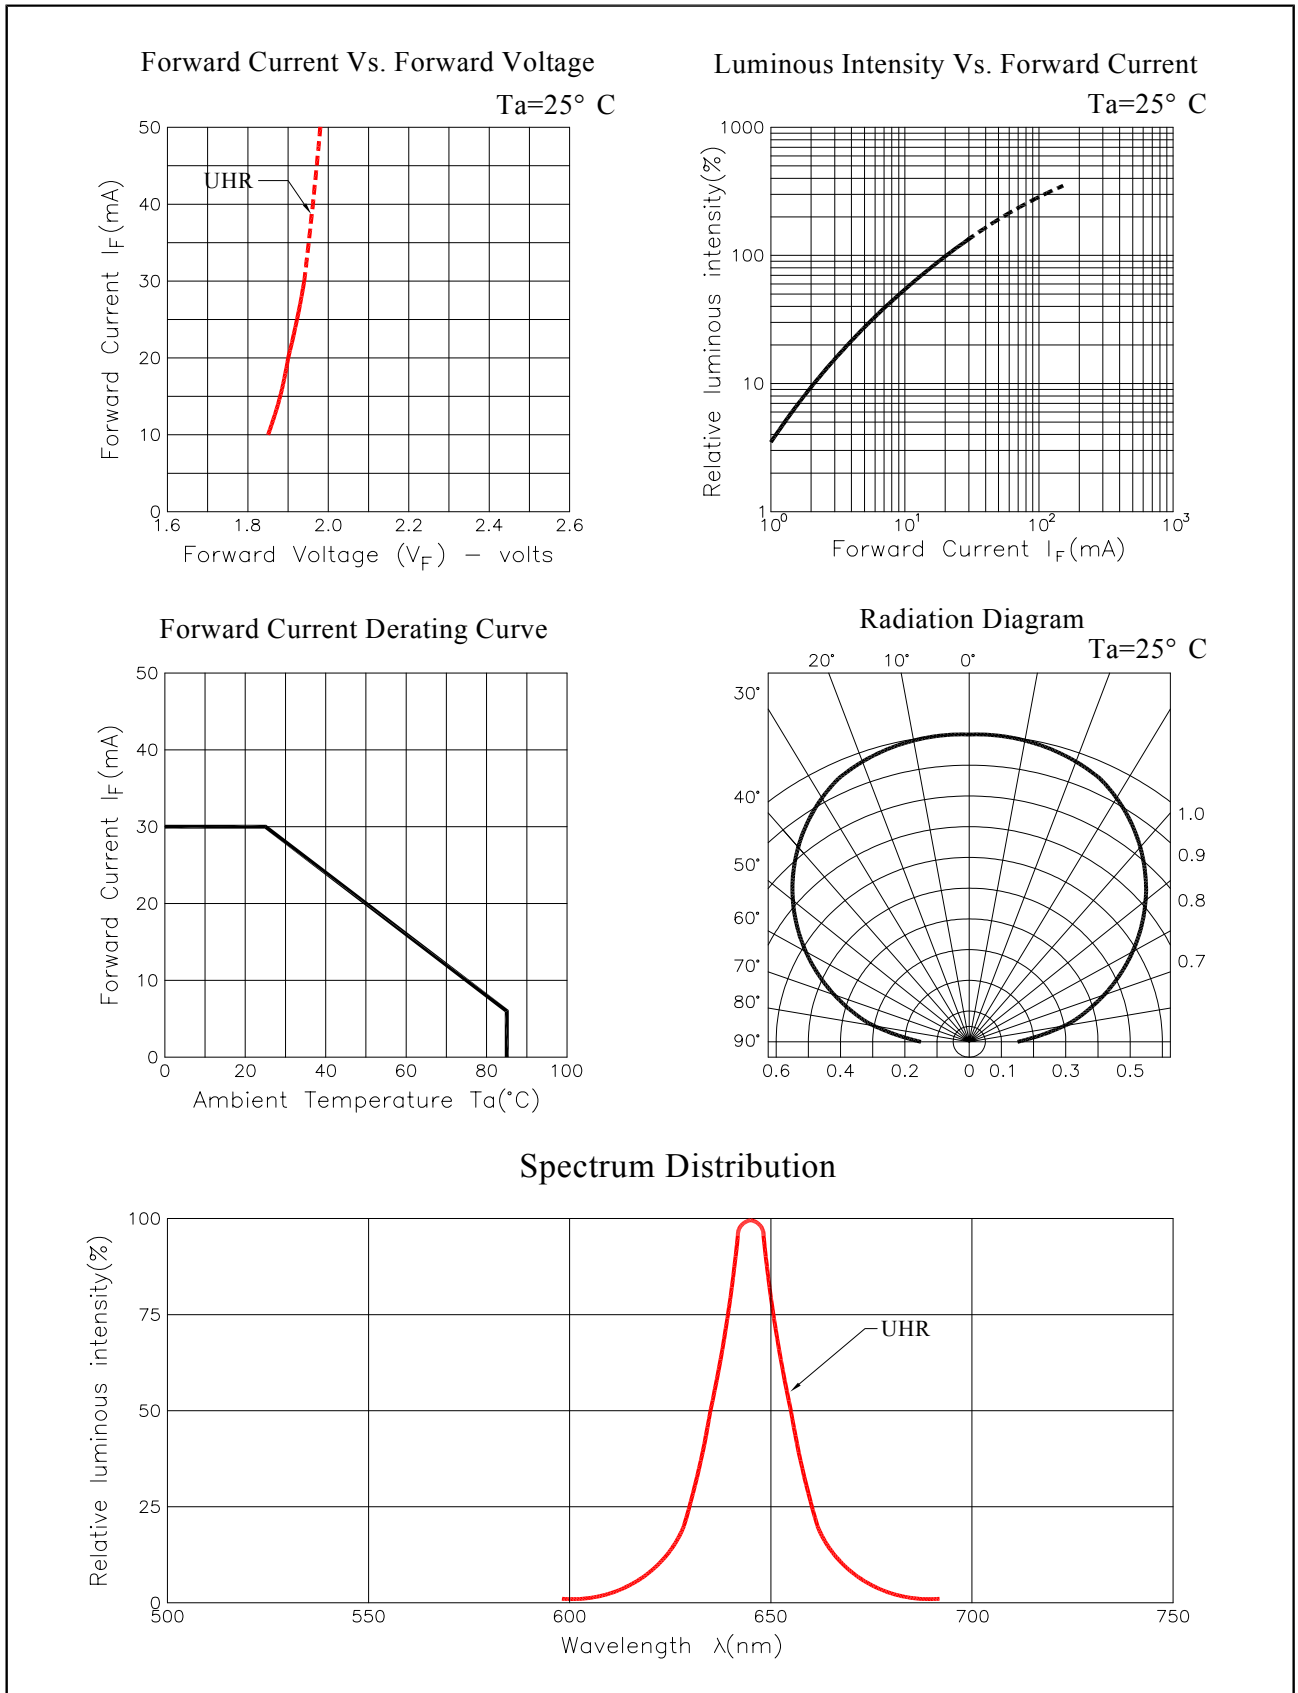 Forward Current Vs. Forward Voltage
Ta=25° C
50
40
30
20
10
0
UHR
Forward Current IF(mA)
1.6 1.8 2.0 2.2 2.4 2.6
Forward Voltage (VF) – volts
Luminous Intensity Vs. Forward Current
Ta=25° C
1000
100
10
1
Relative luminous intensity(%)
10⁰ 10¹ 10² 10³
Forward Current IF(mA)
Forward Current Derating Curve
50
40
30
20
10
0
Forward Current IF(mA)
0 20 40 60 80 100
Ambient Temperature Ta(°C)
Radiation Diagram
Ta=25° C
20° 10° 0°
30°
40°
50°
60°
70°
80°
90°
1.0
0.9
0.8
0.7
0.6 0.4 0.2 0 0.1 0.3 0.5
Spectrum Distribution
100
75
50
25
0
UHR
Relative luminous intensity(%)
500 550 600 650 700 750
Wavelength λ(nm)